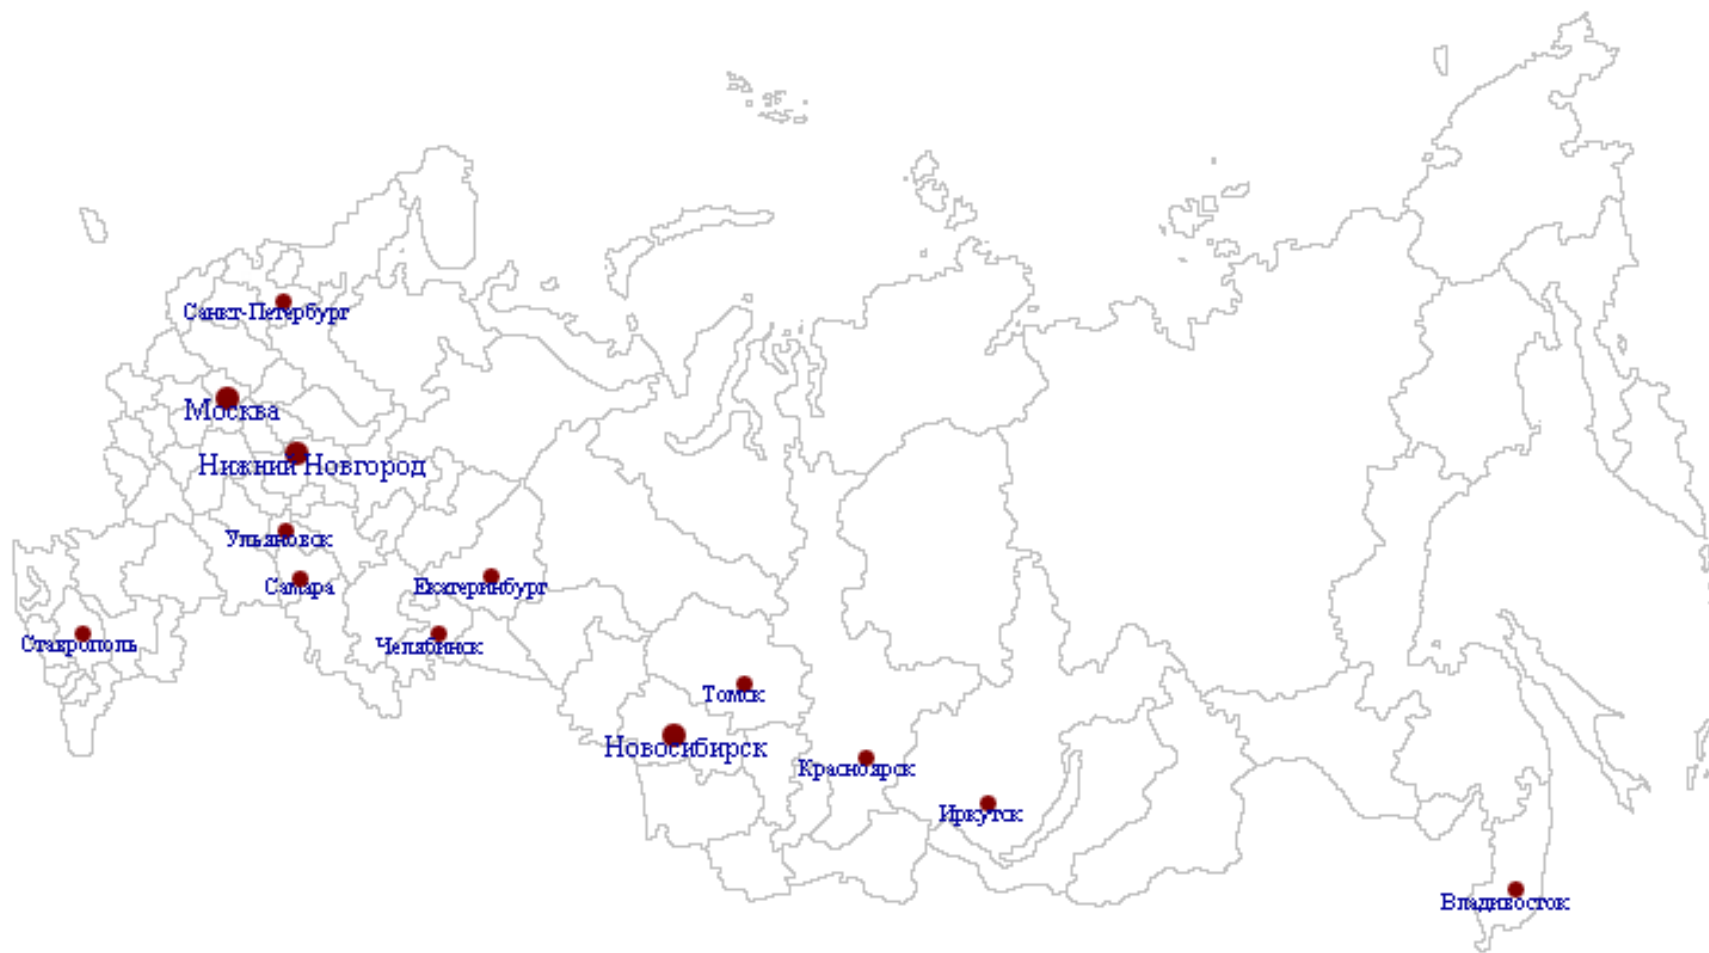 Санкт-Петербург
Москва
Нижний Новгород
Ульяновск
Самара
Екатеринбург
Ставрополь
Челябинск
Томск
Новосибирск
Красноярск
Иркутск
Владивосток